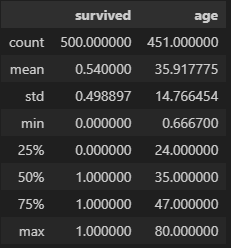 survived age
count 500.000000 451.000000
mean 0.540000 35.917775
std 0.498897 14.766454
min 0.000000 0.666700
25% 0.000000 24.000000
50% 1.000000 35.000000
75% 1.000000 47.000000
max 1.000000 80.000000